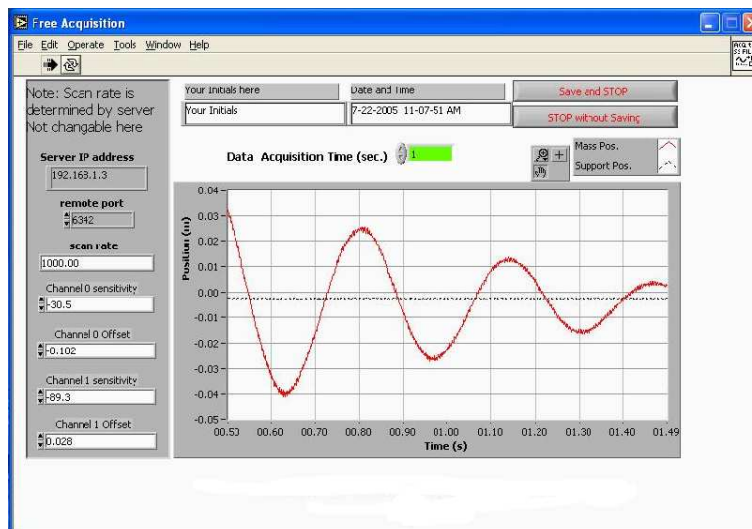 Free Acquisition
File Edit Operate Tools Window Help
Note: Scan rate is
determined by server
Not changable here
Server IP address
192.168.1.3
remote port
6342
scan rate
1000.00
Channel 0 sensitivity
-30.5
Channel 0 Offset
-0.102
Channel 1 sensitivity
-89.3
Channel 1 Offset
0.028
Your Initials here
Your Initials
Date and Time
7-22-2005 11-07-51 AM
Save and STOP
STOP without Saving
Data Acquisition Time (sec.)
1
Mass Pos.
Support Pos.
Position (m)
0.04
0.03
0.02
0.01
0.00
-0.01
-0.02
-0.03
-0.04
-0.05
00.53 00.60 00.70 00.80 00.90 01.00 01.10 01.20 01.30 01.40 01.49
Time (s)